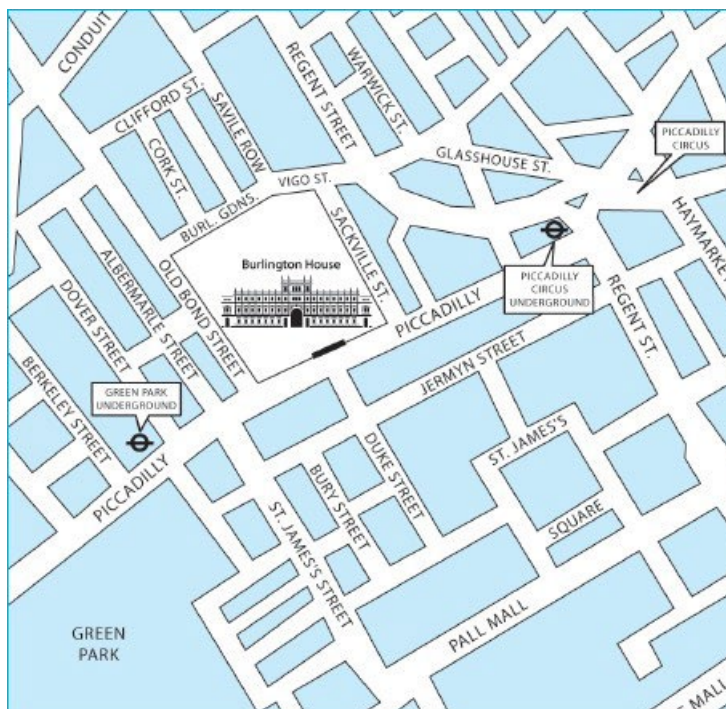 CONDUIT
CLIFFORD ST.
SAVILE ROW
REGENT STREET
WARWICK ST.
CORK ST.
GLASSHOUSE ST.
PICCADILLY
CIRCUS
VIGO ST.
BURL. GDNS.
SACKVILLE ST.
HAYMARKE
Burlington House
ALBERMARLE STREET
OLD BOND STREET
DOVER STREET
PICCADILLY
CIRCUS
UNDERGROUND
PICCADILLY
REGENT ST.
BERKELEY STREET
JERMYN STREET
GREEN PARK
UNDERGROUND
ST. JAMES'S
DUKE STREET
BURY STREET
PICCADILLY
ST. JAMES'S STREET
SQUARE
PALL MALL
GREEN
PARK
MALL